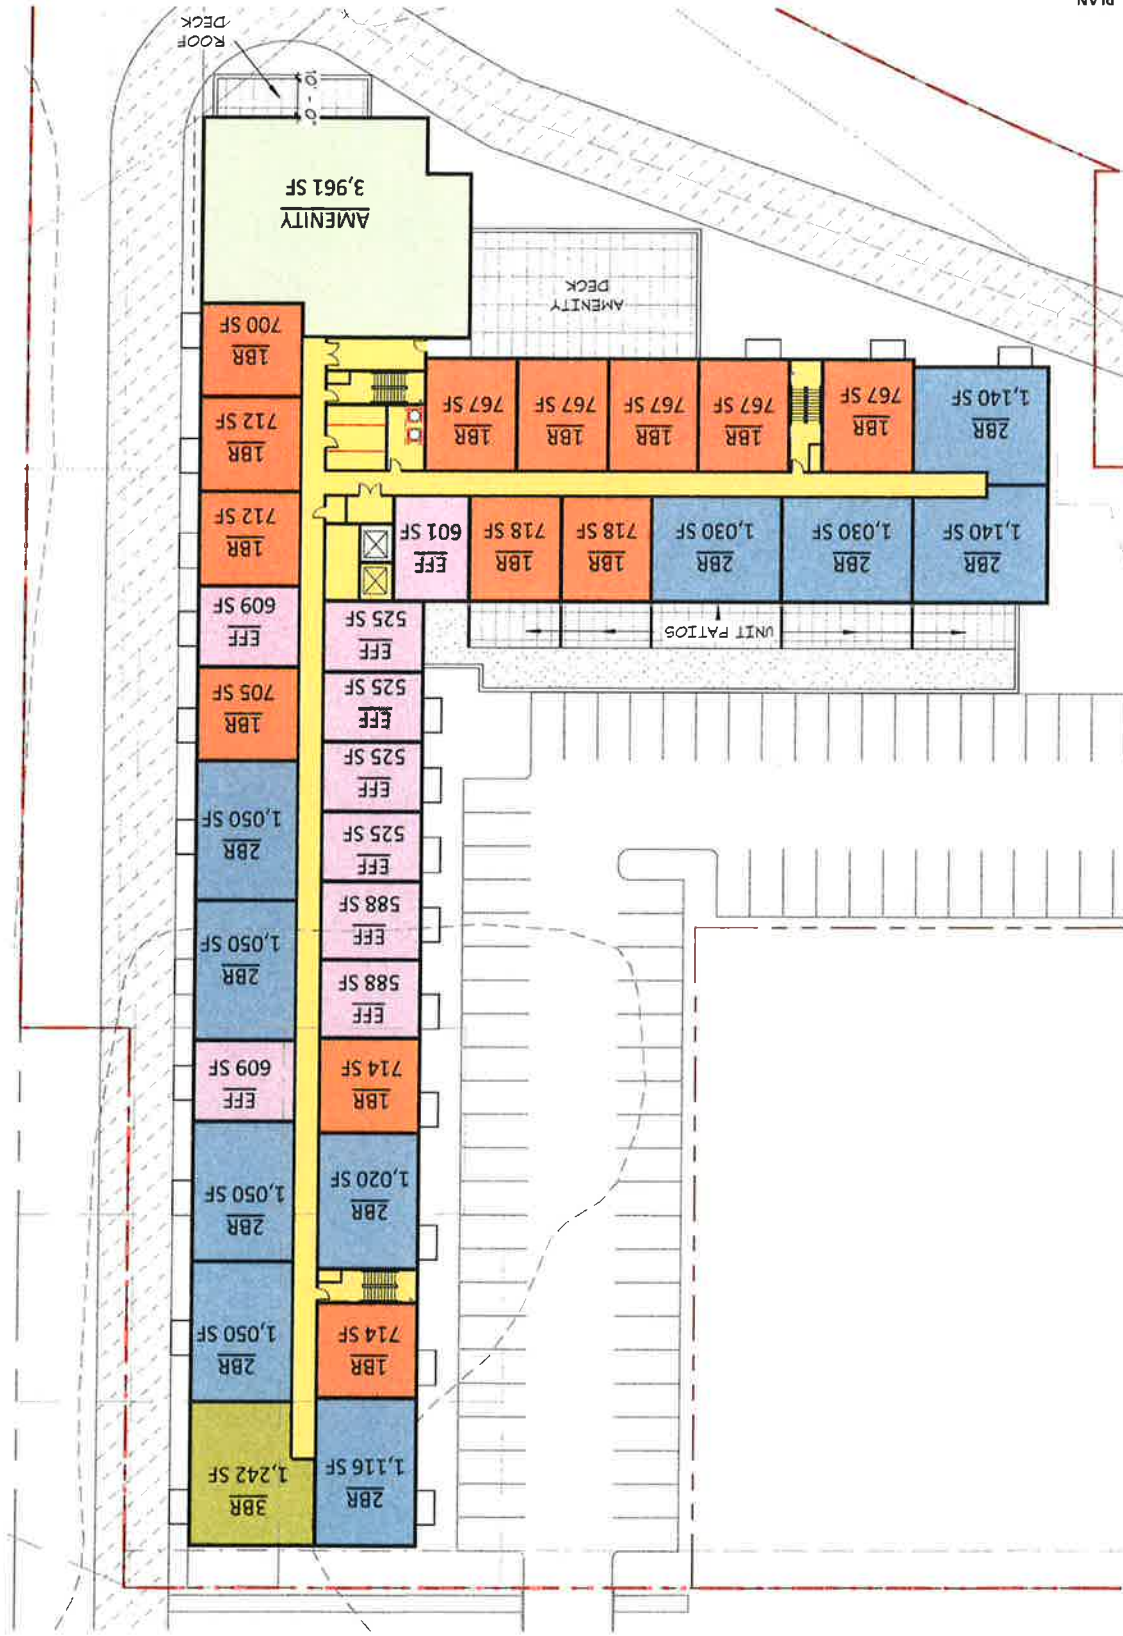 2BR
1,116 SF
3BR
1,242 SF
1BR
714 SF
2BR
1,050 SF
2BR
1,020 SF
2BR
1,050 SF
1BR
714 SF
EFF
609 SF
EFF
588 SF
2BR
1,050 SF
EFF
588 SF
EFF
525 SF
2BR
1,050 SF
EFF
525 SF
EFF
525 SF
1BR
705 SF
EFF
525 SF
EFF
609 SF
UNIT PATIOS
2BR
1,140 SF
2BR
1,030 SF
2BR
1,030 SF
1BR
718 SF
1BR
718 SF
EFF
601 SF
1BR
712 SF
2BR
1,140 SF
1BR
767 SF
1BR
767 SF
1BR
767 SF
1BR
767 SF
1BR
767 SF
1BR
712 SF
1BR
700 SF
AMENITY
DECK
AMENITY
3,961 SF
10' - 0"
ROOF
DECK
PLAN